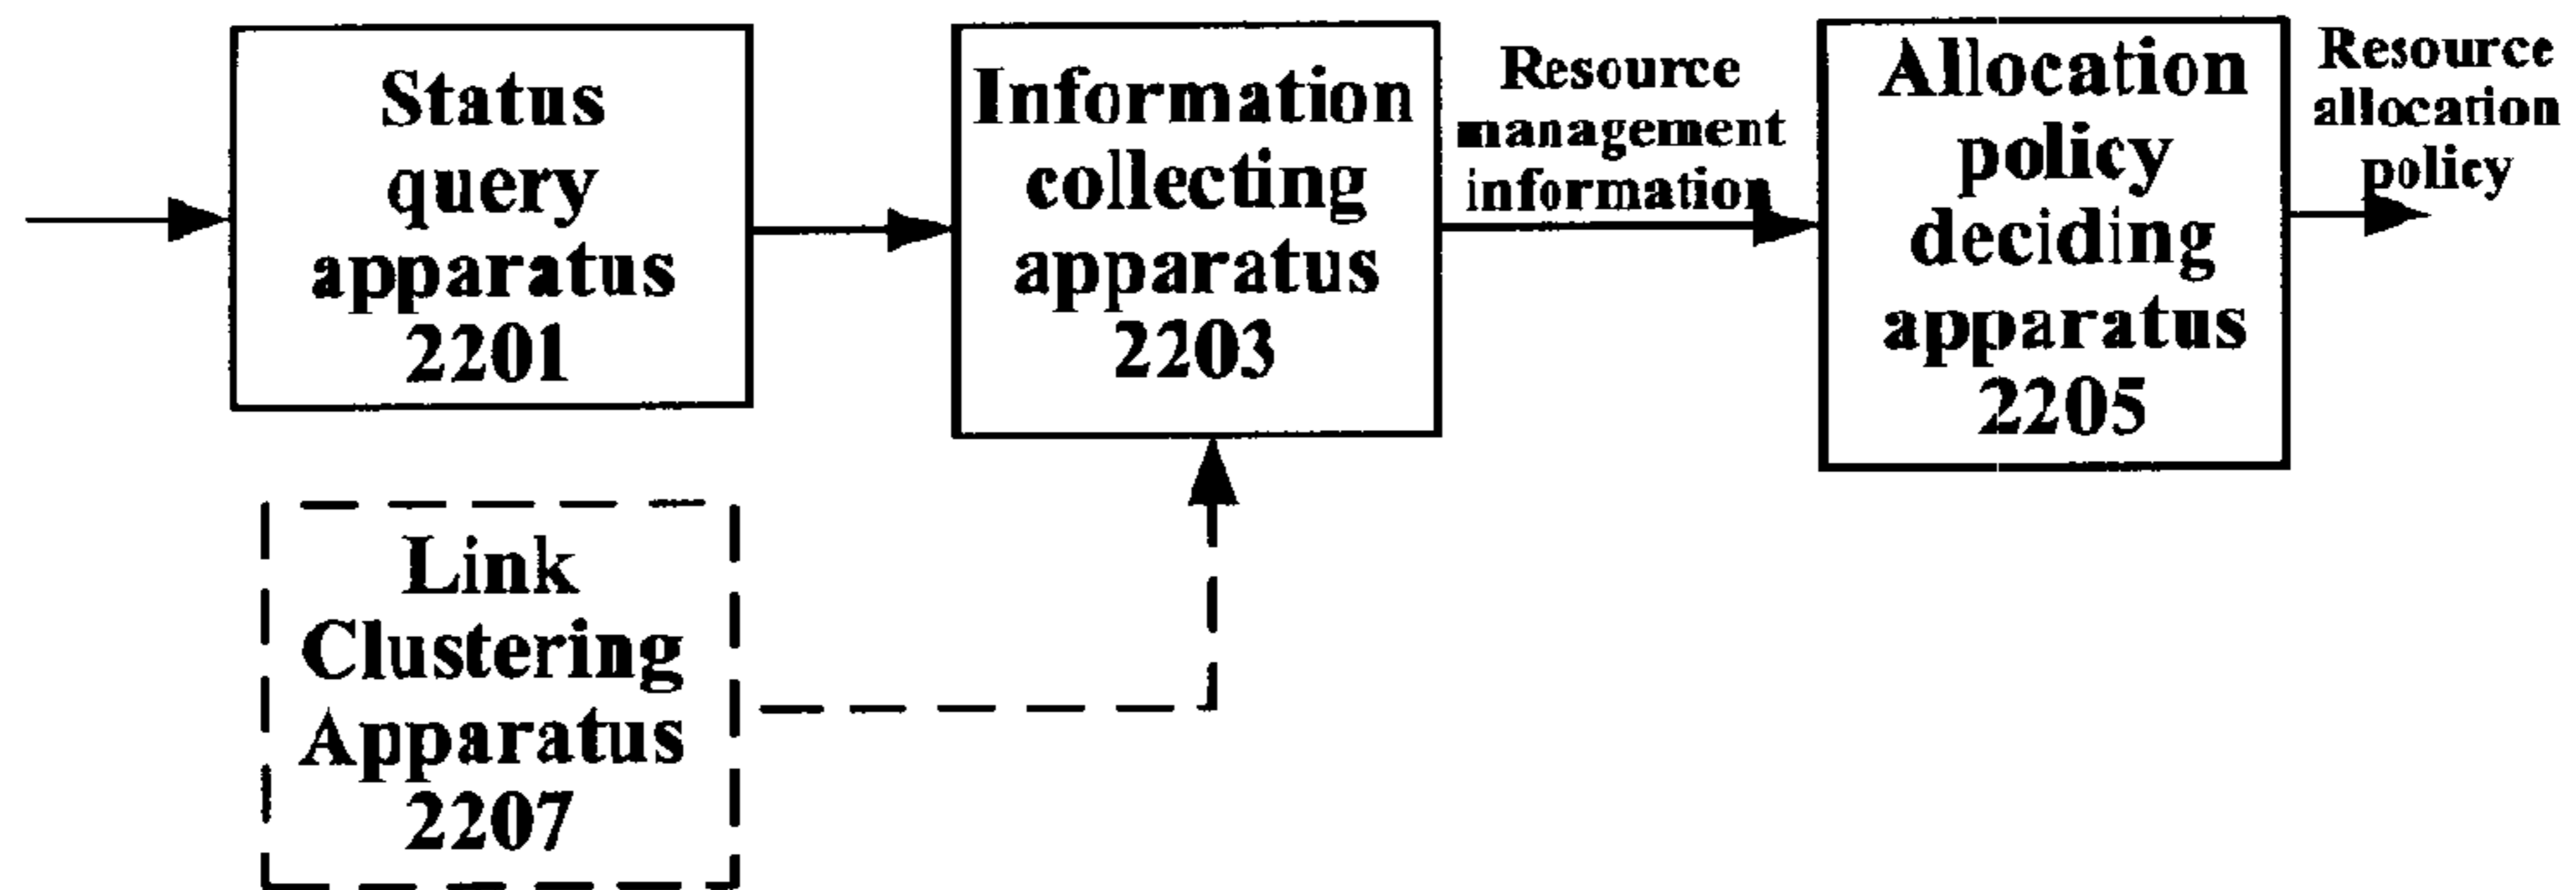 Status
query
apparatus
2201
Information
collecting
apparatus
2203
Resource
management
information
Allocation
policy
deciding
apparatus
2205
Resource
allocation
policy
Link
Clustering
Apparatus
2207